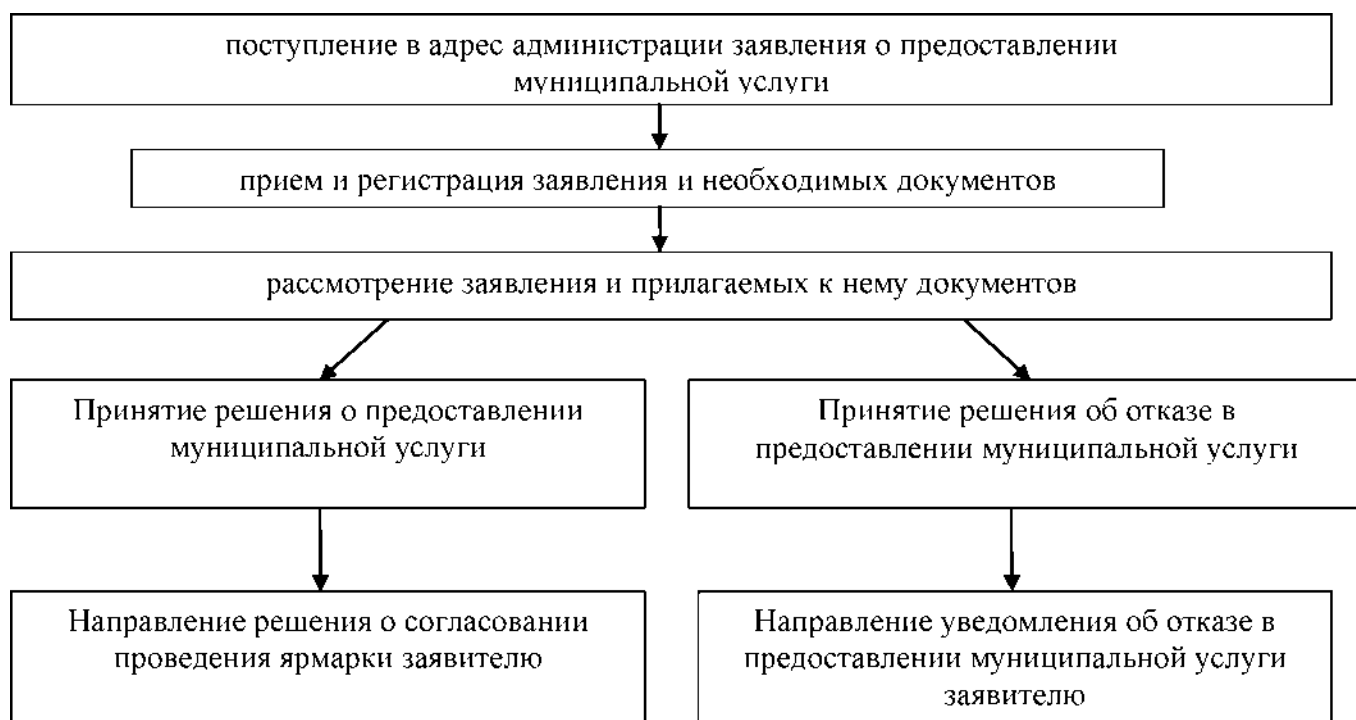 поступление в адрес администрации заявления о предоставлении
муниципальной услуги
прием и регистрация заявления и необходимых документов
рассмотрение заявления и прилагаемых к нему документов
Принятие решения о предоставлении
муниципальной услуги
Принятие решения об отказе в
предоставлении муниципальной услуги
Направление решения о согласовании
проведения ярмарки заявителю
Направление уведомления об отказе в
предоставлении муниципальной услуги
заявителю